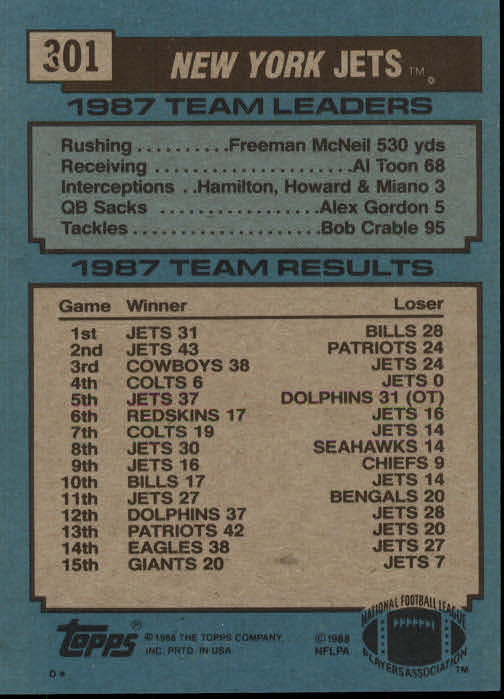 301
NEW YORK JETS™
1987 TEAM LEADERS
Rushing . . . . . . . . . .Freeman McNeil 530 yds
Receiving . . . . . . . . . . . . . . . . . . . . . .Al Toon 68
Interceptions . .Hamilton, Howard & Miano 3
QB Sacks . . . . . . . . . . . . . . . . .Alex Gordon 5
Tackles. . . . . . . . . . . . . . . . . . . .Bob Crable 95
1987 TEAM RESULTS
Game Winner Loser
1st JETS 31 BILLS 28
2nd JETS 43 PATRIOTS 24
3rd COWBOYS 38 JETS 24
4th COLTS 6 JETS 0
5th JETS 37 DOLPHINS 31 (OT)
6th REDSKINS 17 JETS 16
7th COLTS 19 JETS 14
8th JETS 30 SEAHAWKS 14
9th JETS 16 CHIEFS 9
10th BILLS 17 JETS 14
11th JETS 27 BENGALS 20
12th DOLPHINS 37 JETS 28
13th PATRIOTS 42 JETS 20
14th EAGLES 38 JETS 27
15th GIANTS 20 JETS 7
topps®
© 1988 THE TOPPS COMPANY,
INC. PRTD. IN USA
© 1988
NFLPA
NATIONAL FOOTBALL LEAGUE
PLAYERS ASSOCIATION
TM
D*